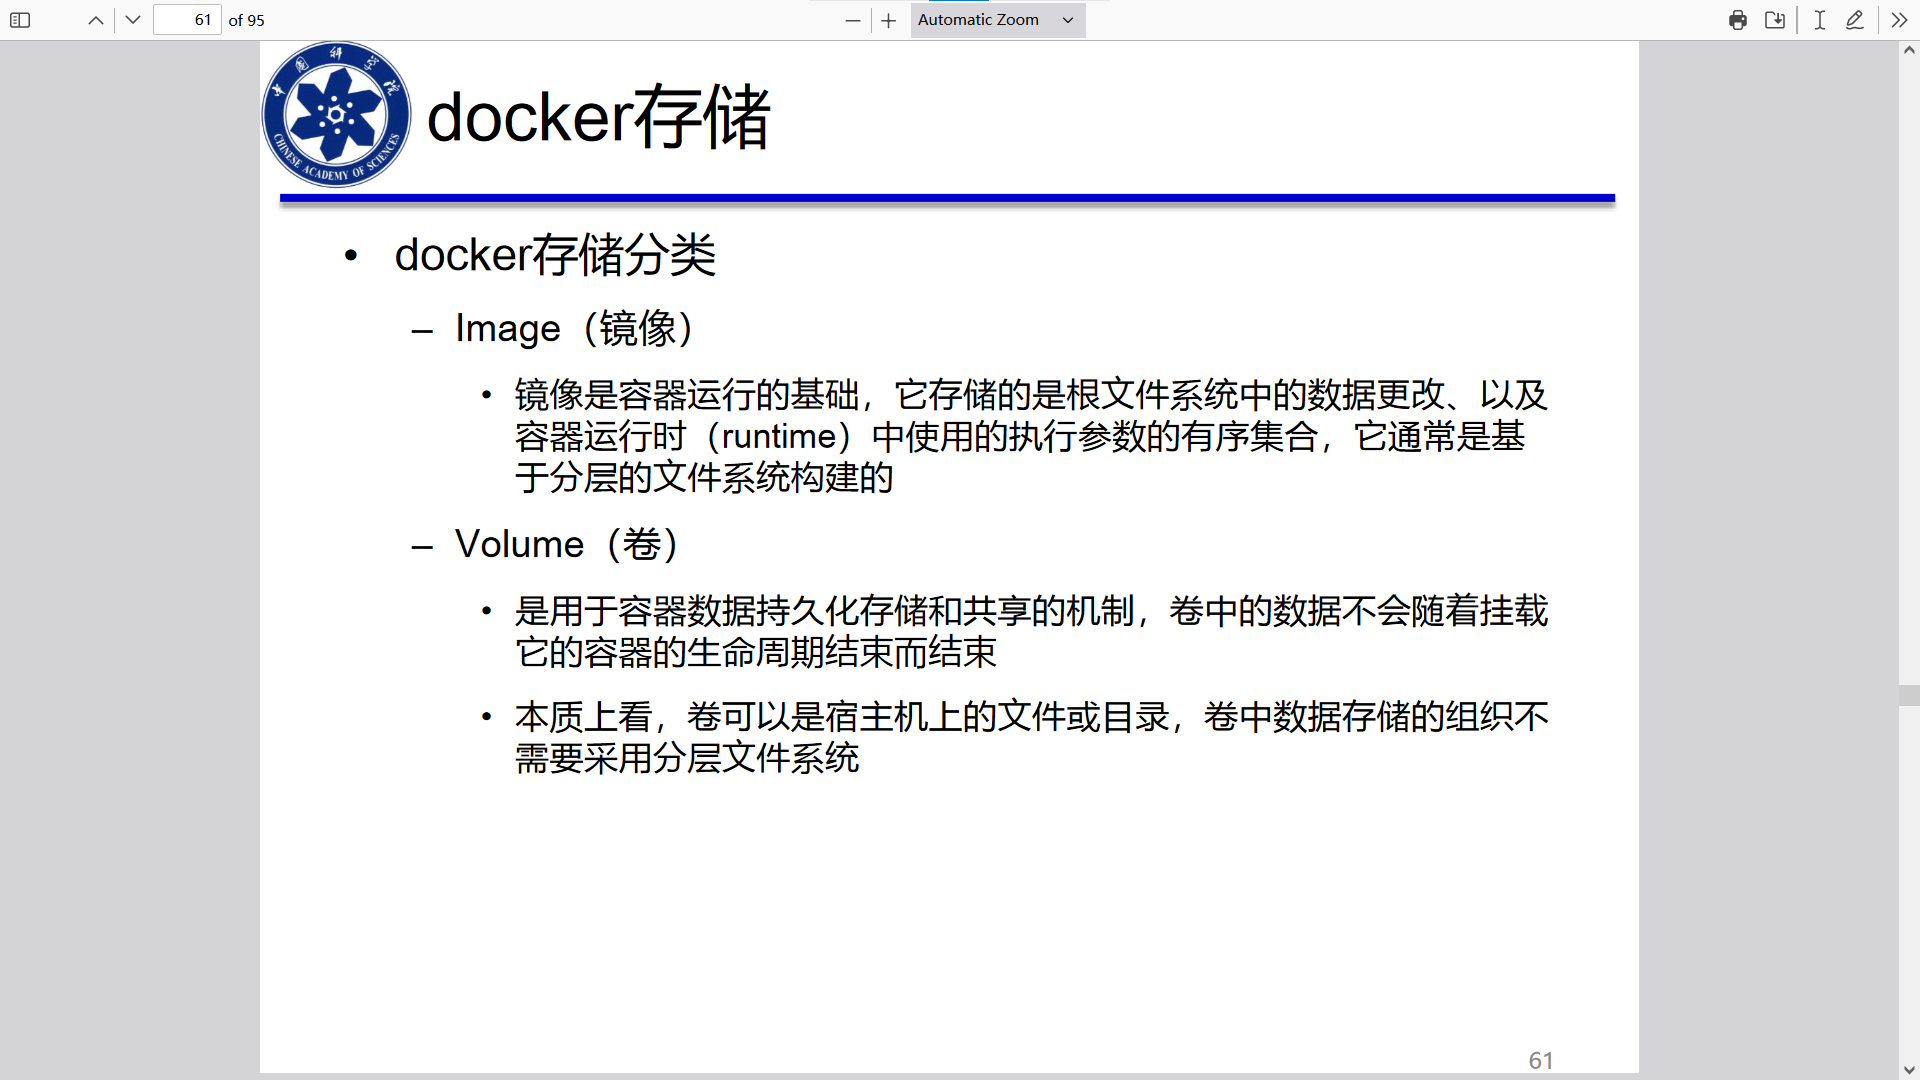 61 of 95
Automatic Zoom
中国科学院
CHINESE ACADEMY OF SCIENCES
docker存储
• docker存储分类
– Image（镜像）
• 镜像是容器运行的基础，它存储的是根文件系统中的数据更改、以及
容器运行时（runtime）中使用的执行参数的有序集合，它通常是基
于分层的文件系统构建的
– Volume（卷）
• 是用于容器数据持久化存储和共享的机制，卷中的数据不会随着挂载
它的容器的生命周期结束而结束
• 本质上看，卷可以是宿主机上的文件或目录，卷中数据存储的组织不
需要采用分层文件系统
61